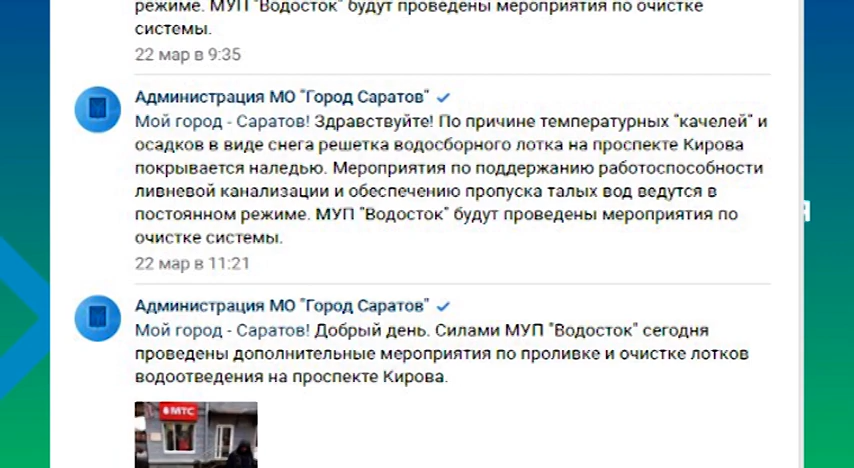 режиме. МУП "Водосток" будут проведены мероприятия по очистке
системы.
22 мар в 9:35
Администрация МО "Город Саратов"
Мой город - Саратов! Здравствуйте! По причине температурных "качелей" и
осадков в виде снега решетка водосборного лотка на проспекте Кирова
покрывается наледью. Мероприятия по поддержанию работоспособности
ливневой канализации и обеспечению пропуска талых вод ведутся в
постоянном режиме. МУП "Водосток" будут проведены мероприятия по
очистке системы.
22 мар в 11:21
Администрация МО "Город Саратов"
Мой город - Саратов! Добрый день. Силами МУП "Водосток" сегодня
проведены дополнительные мероприятия по проливке и очистке лотков
водоотведения на проспекте Кирова.
МТС